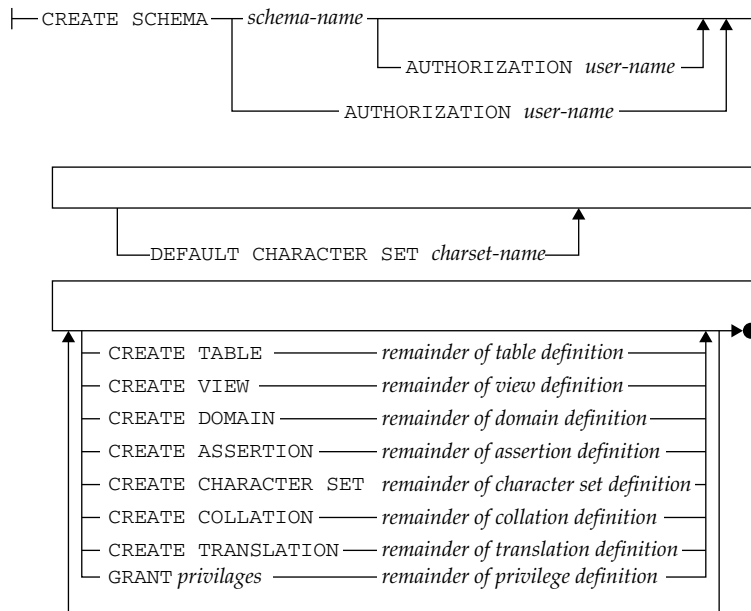 CREATE SCHEMA schema-name
AUTHORIZATION user-name
AUTHORIZATION user-name
DEFAULT CHARACTER SET charset-name
CREATE TABLE remainder of table definition
CREATE VIEW remainder of view definition
CREATE DOMAIN remainder of domain definition
CREATE ASSERTION remainder of assertion definition
CREATE CHARACTER SET remainder of character set definition
CREATE COLLATION remainder of collation definition
CREATE TRANSLATION remainder of translation definition
GRANT privilages remainder of privilege definition